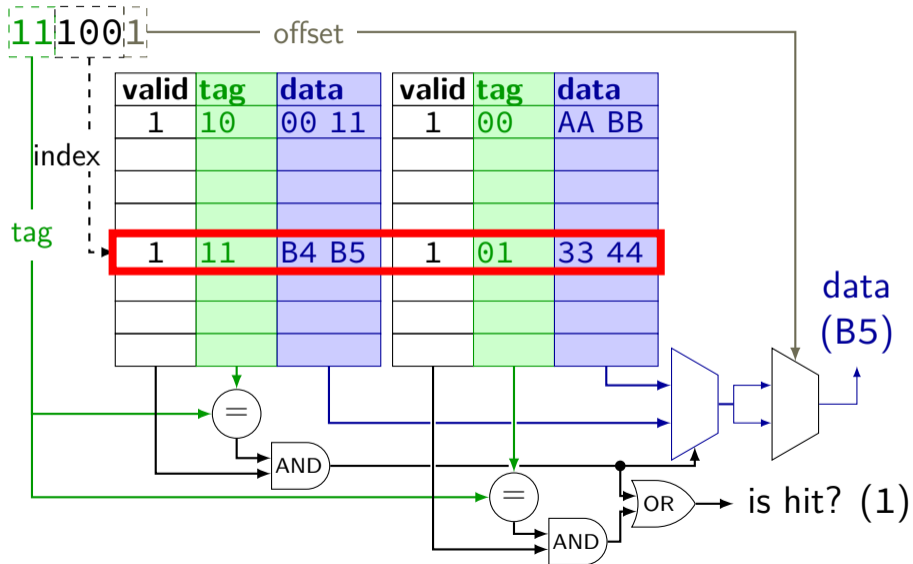 111001
offset
valid tag data valid tag data
1 10 00 11 1 00 AA BB
index
tag
1 11 B4 B5 1 01 33 44
data
(B5)
=
AND
=
OR
is hit? (1)
AND